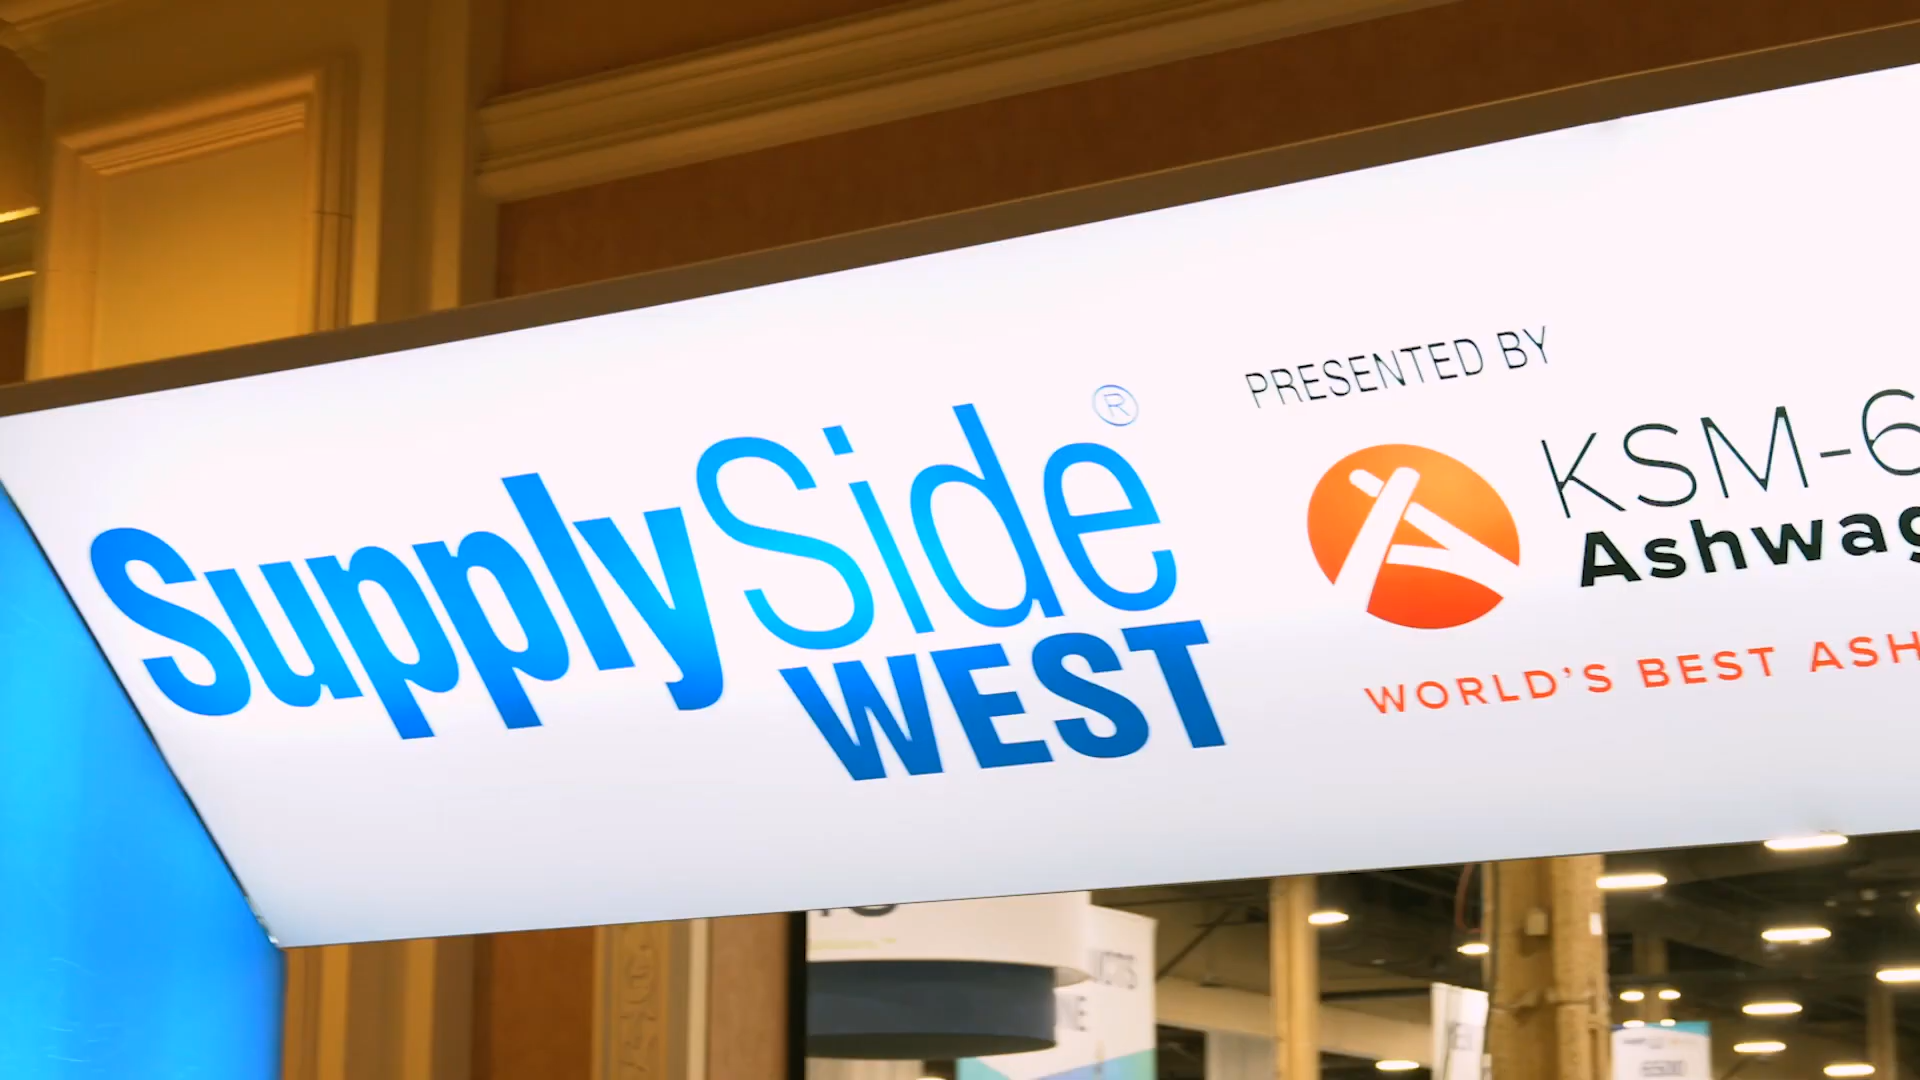 SupplySide®
WEST
PRESENTED BY
KSM-6
Ashwag
WORLD'S BEST ASH